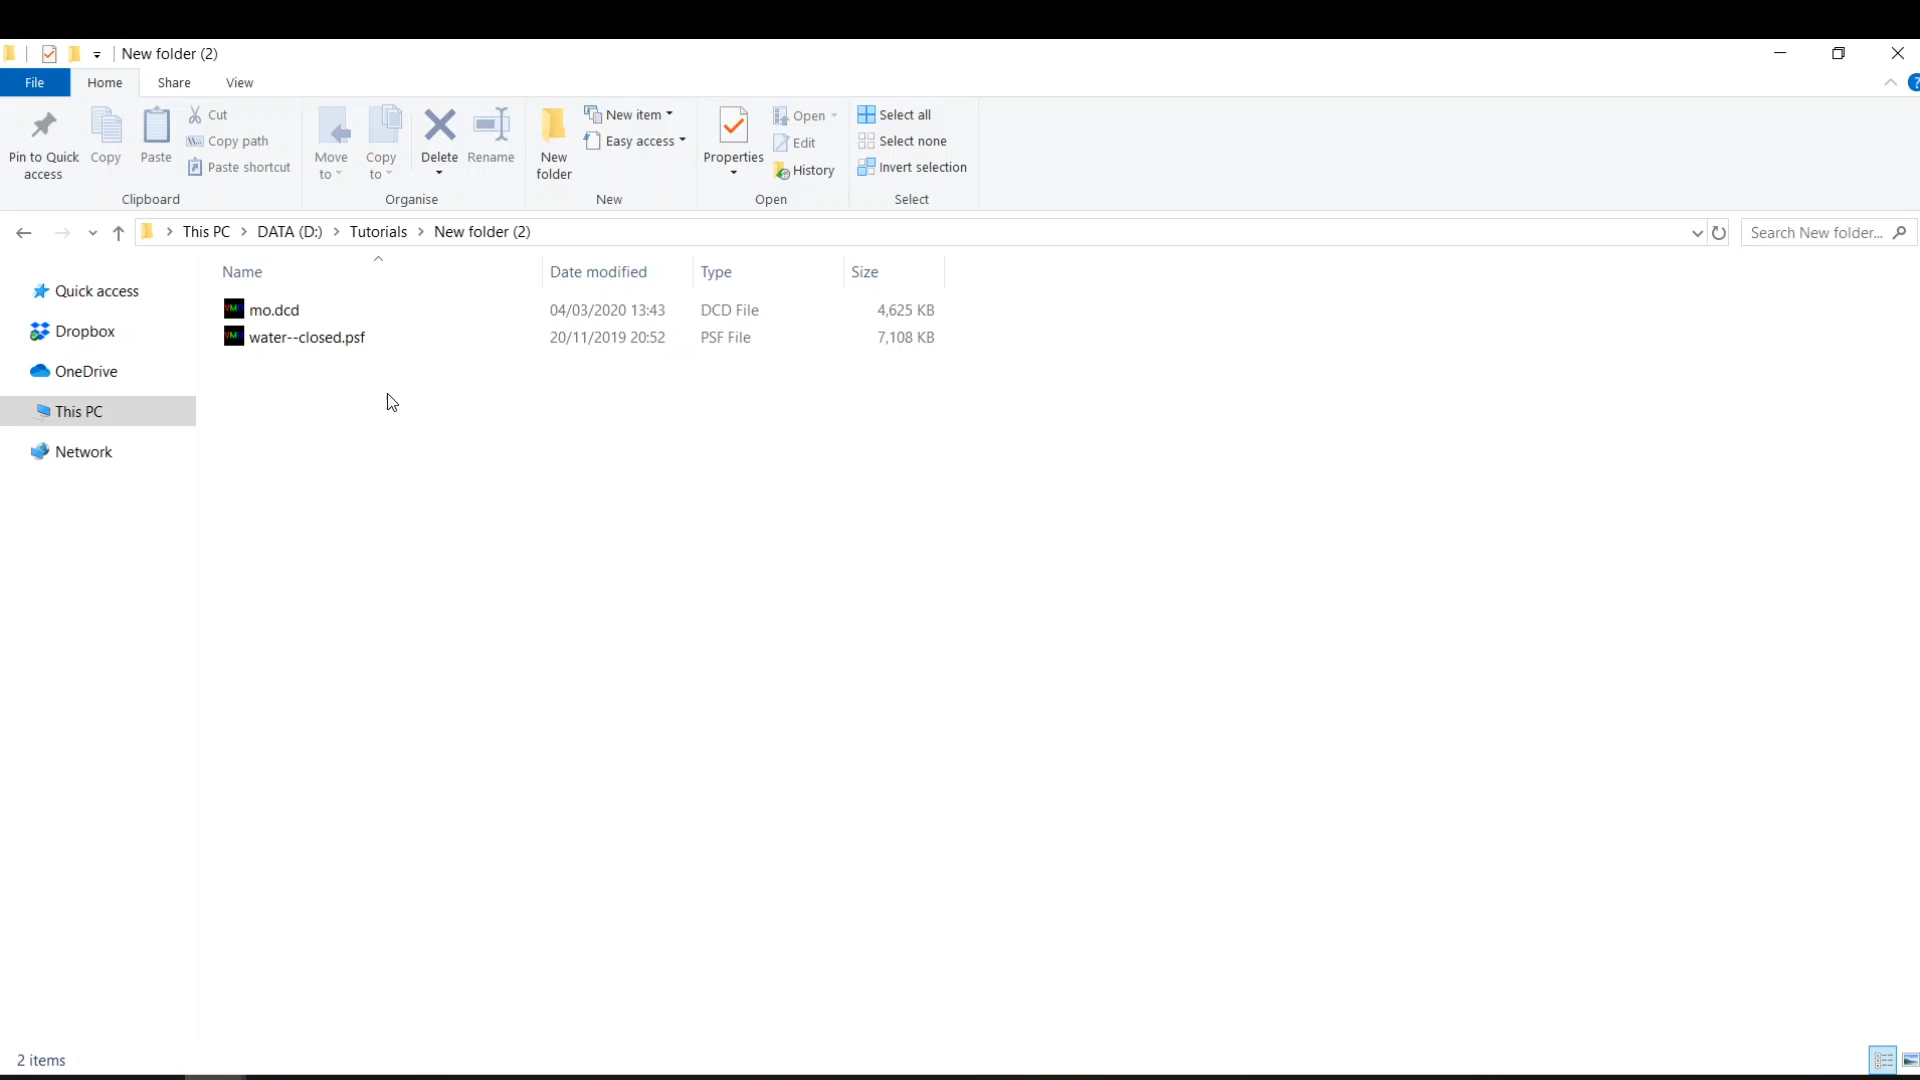 New folder (2)
File Home Share View
Pin to Quick access
Copy
Paste
Cut
Copy path
Paste shortcut
Clipboard
Move to
Copy to
Delete
Rename
Organise
New folder
New item
Easy access
New
Properties
Open
Edit
History
Open
Select all
Select none
Invert selection
Select
This PC > DATA (D:) > Tutorials > New folder (2)
Search New folder...
Name Date modified Type Size
mo.dcd 04/03/2020 13:43 DCD File 4,625 KB
water--closed.psf 20/11/2019 20:52 PSF File 7,108 KB
Quick access
Dropbox
OneDrive
This PC
Network
2 items